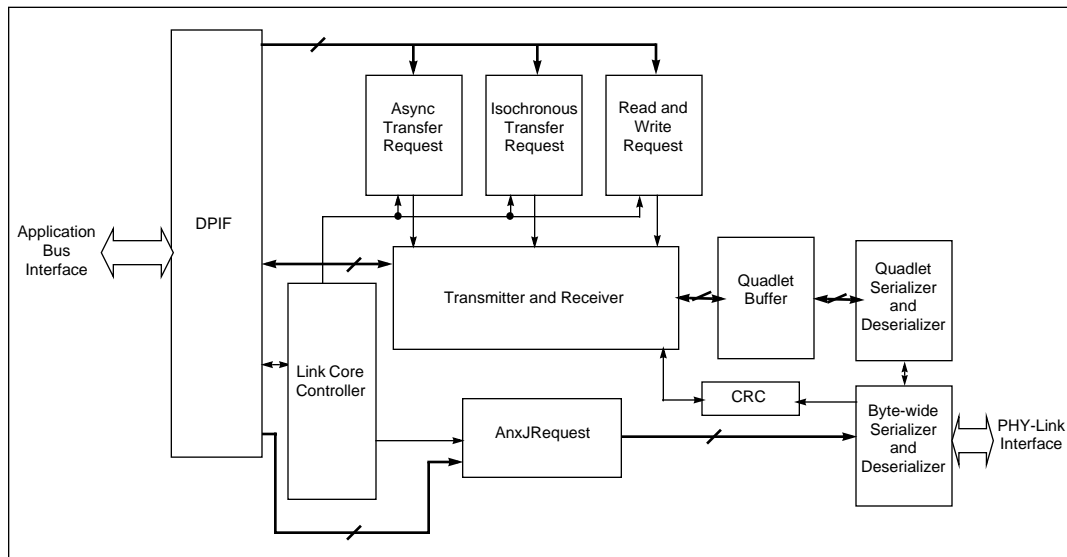 Async
Transfer
Request
Isochronous
Transfer
Request
Read and
Write
Request
DPIF
Application
Bus
Interface
Transmitter and Receiver
Quadlet
Buffer
Quadlet
Serializer
and
Deserializer
Link Core
Controller
CRC
AnxJRequest
Byte-wide
Serializer
and
Deserializer
PHY-Link
Interface